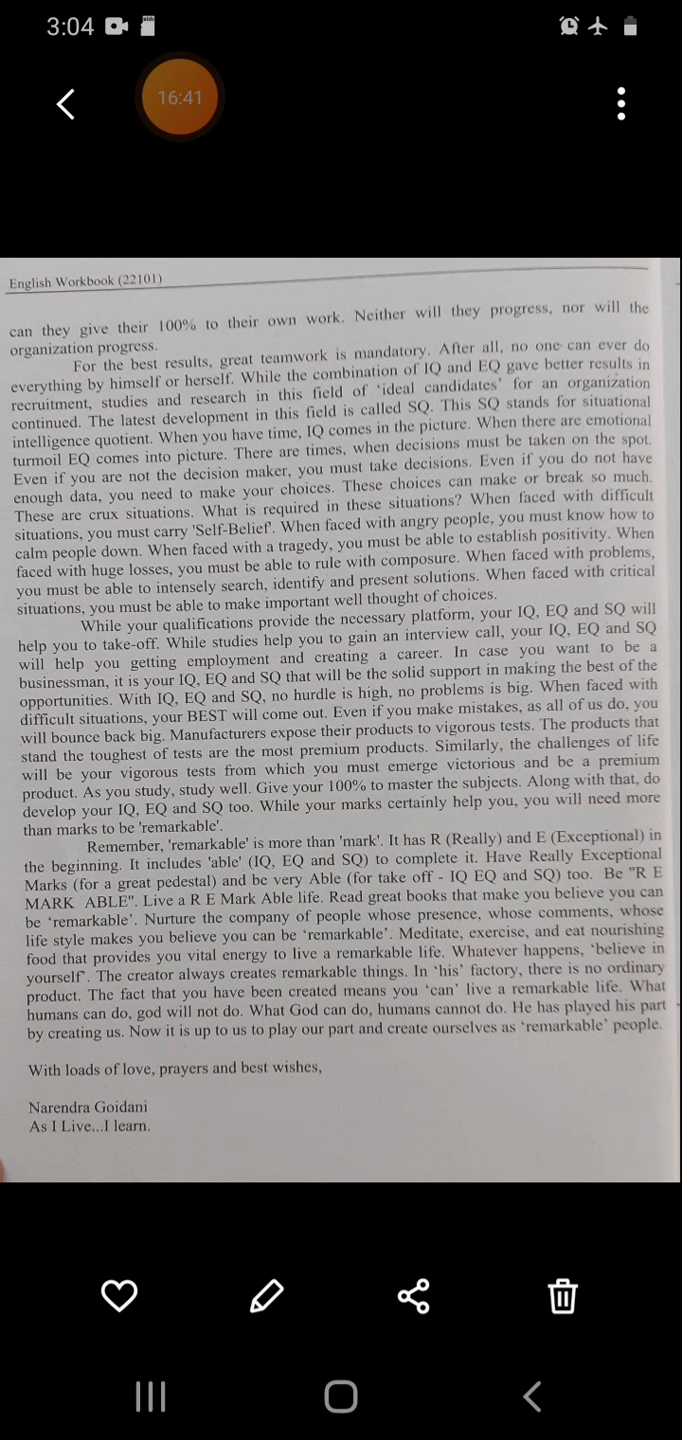 3:04
16:41
English Workbook (22101)
can they give their 100% to their own work. Neither will they progress, nor will the
organization progress.
For the best results, great teamwork is mandatory. After all, no one can ever do
everything by himself or herself. While the combination of IQ and EQ gave better results in
recruitment, studies and research in this field of ‘ideal candidates’ for an organization
continued. The latest development in this field is called SQ. This SQ stands for situational
intelligence quotient. When you have time, IQ comes in the picture. When there are emotional
turmoil EQ comes into picture. There are times, when decisions must be taken on the spot.
Even if you are not the decision maker, you must take decisions. Even if you do not have
enough data, you need to make your choices. These choices can make or break so much.
These are crux situations. What is required in these situations? When faced with difficult
situations, you must carry 'Self-Belief'. When faced with angry people, you must know how to
calm people down. When faced with a tragedy, you must be able to establish positivity. When
faced with huge losses, you must be able to rule with composure. When faced with problems,
you must be able to intensely search, identify and present solutions. When faced with critical
situations, you must be able to make important well thought of choices.
While your qualifications provide the necessary platform, your IQ, EQ and SQ will
help you to take-off. While studies help you to gain an interview call, your IQ, EQ and SQ
will help you getting employment and creating a career. In case you want to be a
businessman, it is your IQ, EQ and SQ that will be the solid support in making the best of the
opportunities. With IQ, EQ and SQ, no hurdle is high, no problems is big. When faced with
difficult situations, your BEST will come out. Even if you make mistakes, as all of us do, you
will bounce back big. Manufacturers expose their products to vigorous tests. The products that
stand the toughest of tests are the most premium products. Similarly, the challenges of life
will be your vigorous tests from which you must emerge victorious and be a premium
product. As you study, study well. Give your 100% to master the subjects. Along with that, do
develop your IQ, EQ and SQ too. While your marks certainly help you, you will need more
than marks to be 'remarkable'.
Remember, 'remarkable' is more than 'mark'. It has R (Really) and E (Exceptional) in
the beginning. It includes 'able' (IQ, EQ and SQ) to complete it. Have Really Exceptional
Marks (for a great pedestal) and be very Able (for take off - IQ EQ and SQ) too. Be "R E
MARK ABLE". Live a R E Mark Able life. Read great books that make you believe you can
be ‘remarkable’. Nurture the company of people whose presence, whose comments, whose
life style makes you believe you can be ‘remarkable’. Meditate, exercise, and eat nourishing
food that provides you vital energy to live a remarkable life. Whatever happens, ‘believe in
yourself’. The creator always creates remarkable things. In ‘his’ factory, there is no ordinary
product. The fact that you have been created means you ‘can’ live a remarkable life. What
humans can do, god will not do. What God can do, humans cannot do. He has played his part
by creating us. Now it is up to us to play our part and create ourselves as ‘remarkable’ people.
With loads of love, prayers and best wishes,
Narendra Goidani
As I Live...I learn.